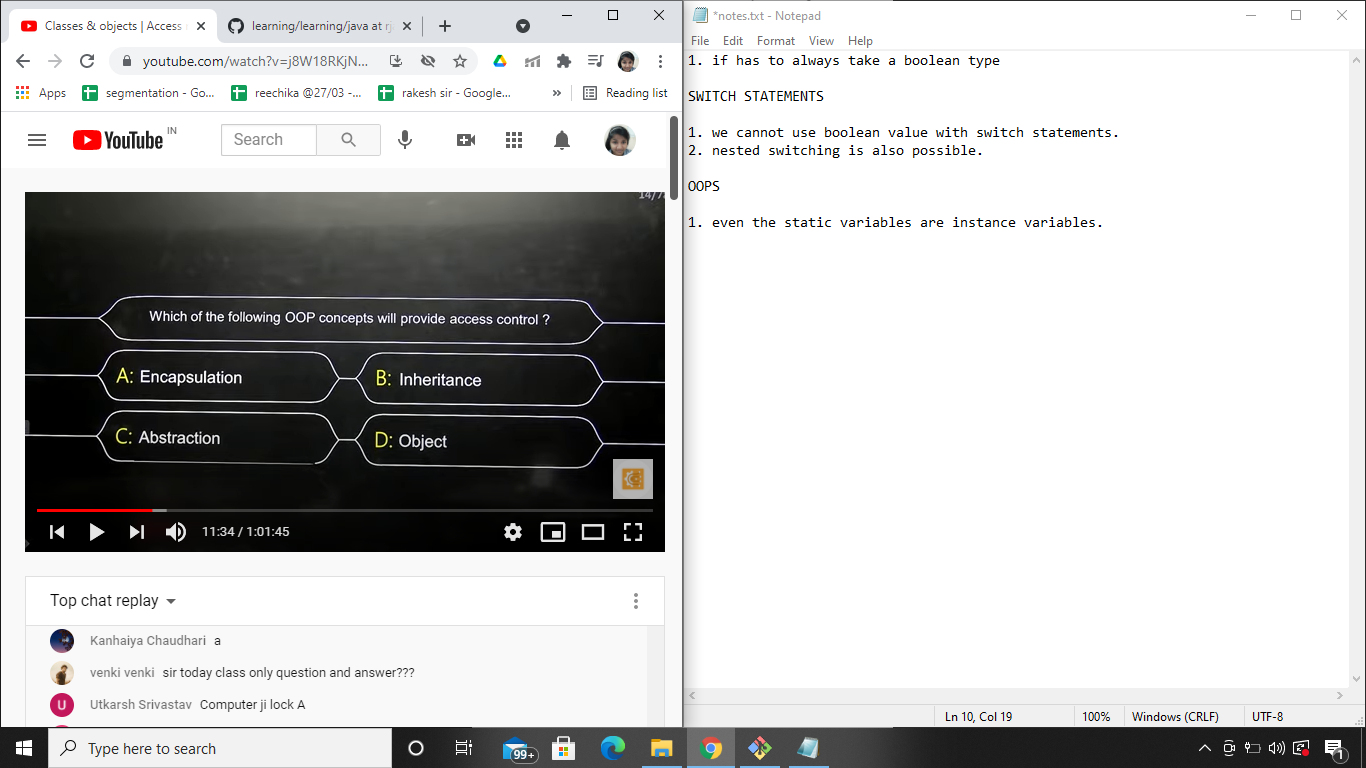 Classes & objects | Access
learning/learning/java at rj
youtube.com/watch?v=j8W18RKjN...
Apps
segmentation - Go...
reechika @27/03 -...
rakesh sir - Google...
»
Reading list
YouTube IN
Search
Which of the following OOP concepts will provide access control ?
A: Encapsulation
B: Inheritance
C: Abstraction
D: Object
11:34 / 1:01:45
Top chat replay
Kanhaiya Chaudhari a
venki venki sir today class only question and answer???
U
Utkarsh Srivastav Computer ji lock A
*notes.txt - Notepad
File Edit Format View Help
1. if has to always take a boolean type
SWITCH STATEMENTS
1. we cannot use boolean value with switch statements.
2. nested switching is also possible.
OOPS
1. even the static variables are instance variables.
Ln 10, Col 19 100% Windows (CRLF) UTF-8
Type here to search
99+
1